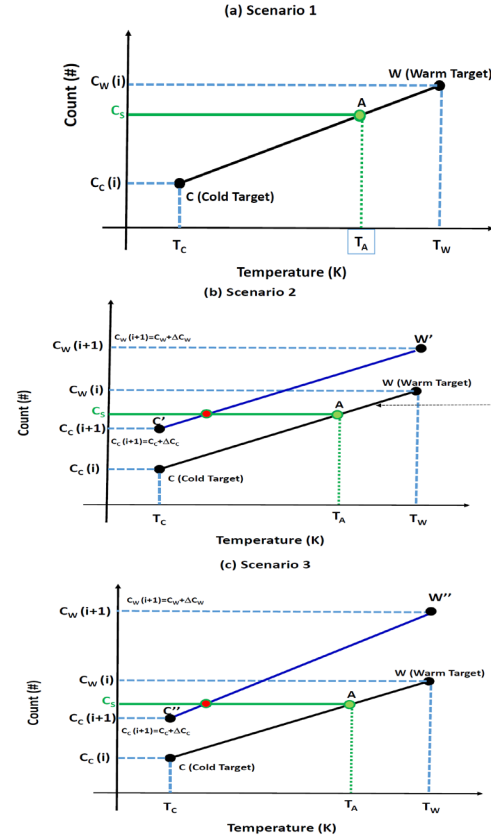 (a) Scenario 1
W (Warm Target)
C_W (i)
A
C_S
Count (#)
C_C (i)
C (Cold Target)
T_C
T_A
T_W
Temperature (K)
(b) Scenario 2
C_W (i+1)=C_W+ΔC_W
W'
C_W (i+1)
W (Warm Target)
C_W (i)
A
C_S
C'
Count (#)
C_C (i+1)
C_C (i+1)=C_C+ΔC_C
C_C (i)
C (Cold Target)
T_C
T_A
T_W
Temperature (K)
(c) Scenario 3
C_W (i+1)=C_W+ΔC_W
W''
C_W (i+1)
W (Warm Target)
C_W (i)
A
C_S
C''
Count (#)
C_C (i+1)
C_C (i+1)=C_C+ΔC_C
C_C (i)
C (Cold Target)
T_C
T_A
T_W
Temperature (K)